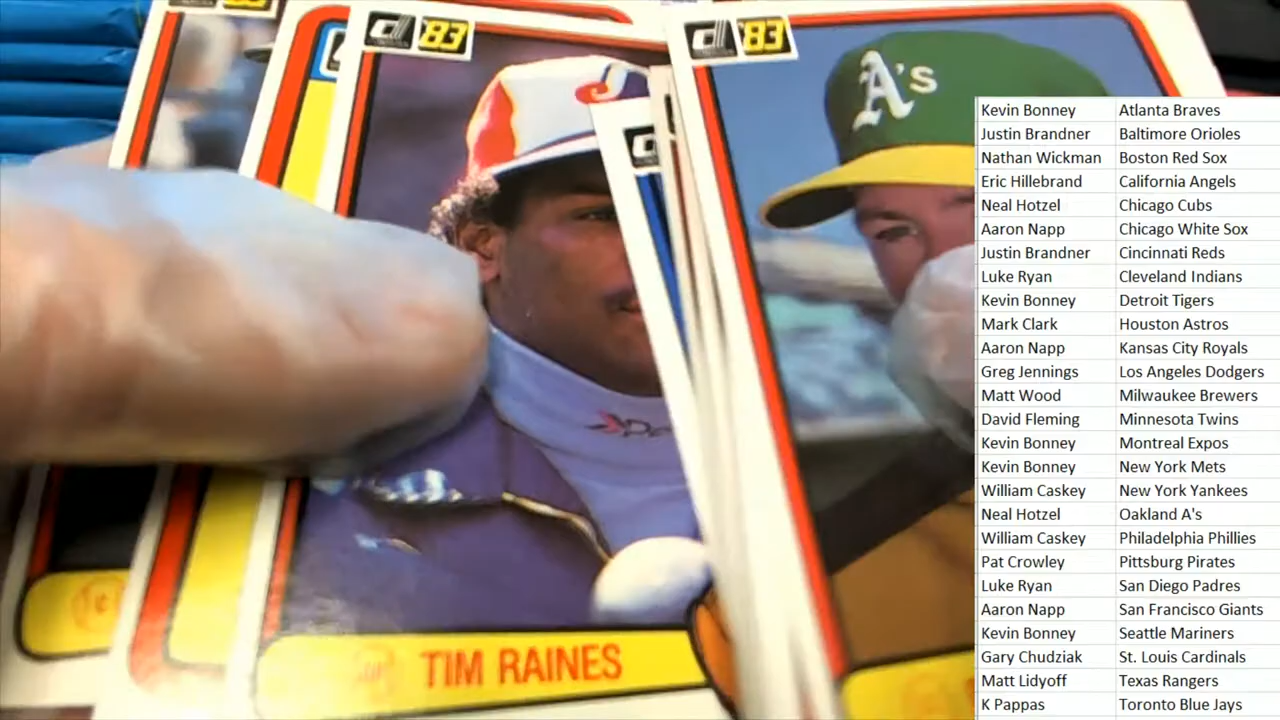 '83
'83
A's
TIM RAINES
Kevin Bonney Atlanta Braves
Justin Brandner Baltimore Orioles
Nathan Wickman Boston Red Sox
Eric Hillebrand California Angels
Neal Hotzel Chicago Cubs
Aaron Napp Chicago White Sox
Justin Brandner Cincinnati Reds
Luke Ryan Cleveland Indians
Kevin Bonney Detroit Tigers
Mark Clark Houston Astros
Aaron Napp Kansas City Royals
Greg Jennings Los Angeles Dodgers
Matt Wood Milwaukee Brewers
David Fleming Minnesota Twins
Kevin Bonney Montreal Expos
Kevin Bonney New York Mets
William Caskey New York Yankees
Neal Hotzel Oakland A's
William Caskey Philadelphia Phillies
Pat Crowley Pittsburg Pirates
Luke Ryan San Diego Padres
Aaron Napp San Francisco Giants
Kevin Bonney Seattle Mariners
Gary Chudziak St. Louis Cardinals
Matt Lidyoff Texas Rangers
K Pappas Toronto Blue Jays